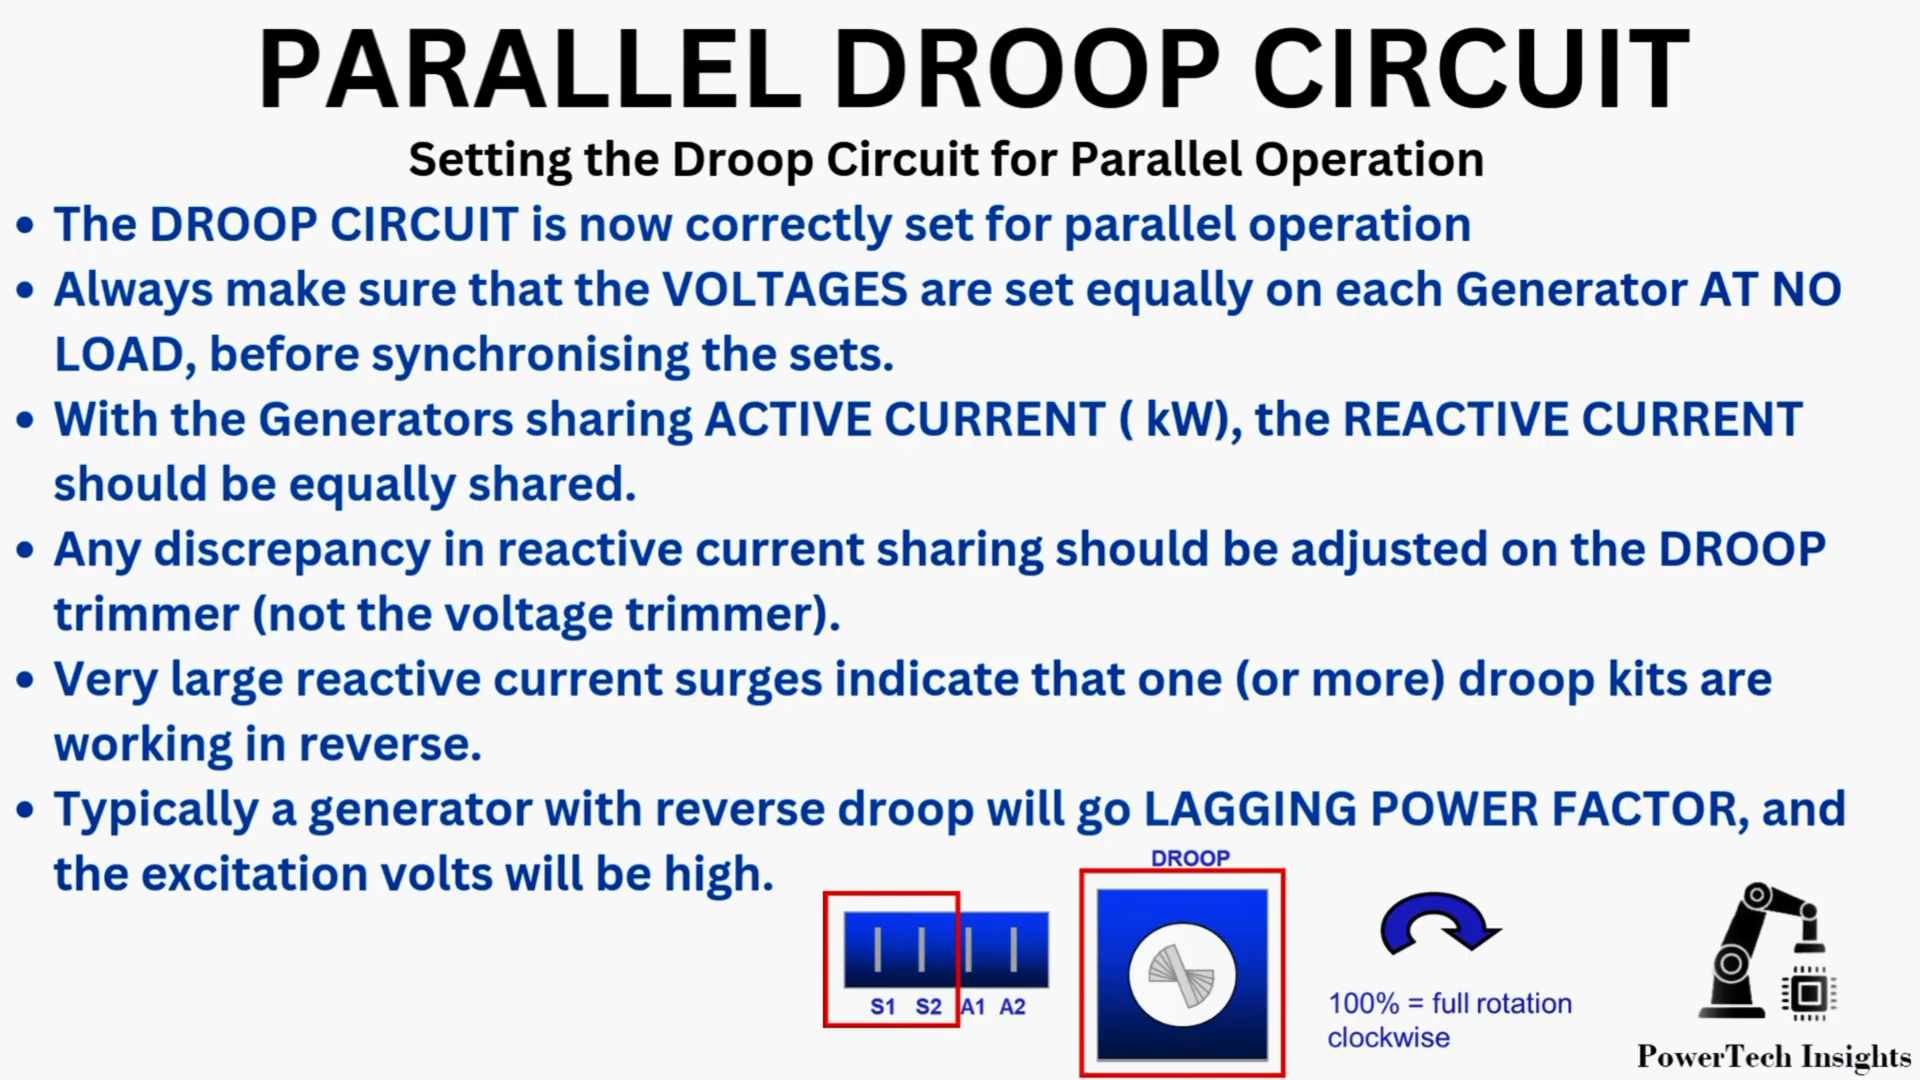 PARALLEL DROOP CIRCUIT
Setting the Droop Circuit for Parallel Operation
• The DROOP CIRCUIT is now correctly set for parallel operation
• Always make sure that the VOLTAGES are set equally on each Generator AT NO
LOAD, before synchronising the sets.
• With the Generators sharing ACTIVE CURRENT ( kW), the REACTIVE CURRENT
should be equally shared.
• Any discrepancy in reactive current sharing should be adjusted on the DROOP
trimmer (not the voltage trimmer).
• Very large reactive current surges indicate that one (or more) droop kits are
working in reverse.
• Typically a generator with reverse droop will go LAGGING POWER FACTOR, and
the excitation volts will be high.
DROOP
S1 S2 A1 A2
100% = full rotation
clockwise
PowerTech Insights